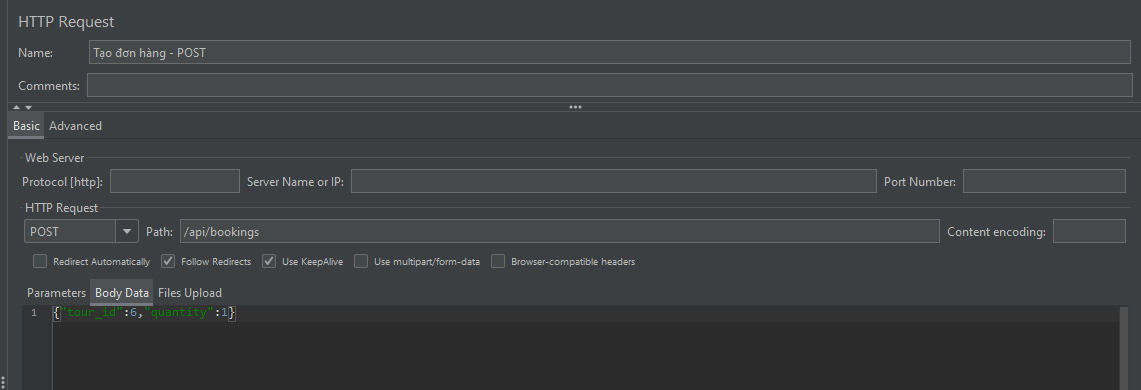 HTTP Request
Name: Tạo đơn hàng - POST
Comments:
Basic Advanced
Web Server
Protocol [http]: Server Name or IP: Port Number:
HTTP Request
POST Path: /api/bookings Content encoding:
Redirect Automatically Follow Redirects Use KeepAlive Use multipart/form-data Browser-compatible headers
Parameters Body Data Files Upload
1 {"tour_id":6,"quantity":1}